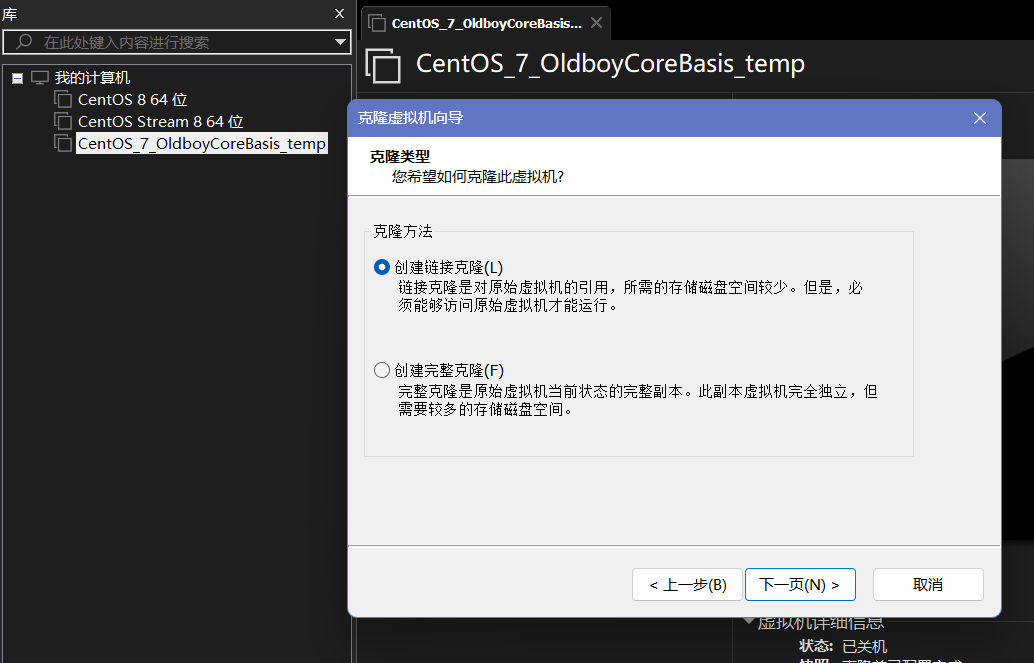 库
在此处键入内容进行搜索
我的计算机
CentOS 8 64 位
CentOS Stream 8 64 位
CentOS_7_OldboyCoreBasis_temp
CentOS_7_OldboyCoreBasis...
CentOS_7_OldboyCoreBasis_temp
克隆虚拟机向导
克隆类型
您希望如何克隆此虚拟机?
克隆方法
创建链接克隆(L)
链接克隆是对原始虚拟机的引用，所需的存储磁盘空间较少。但是，必
须能够访问原始虚拟机才能运行。
创建完整克隆(F)
完整克隆是原始虚拟机当前状态的完整副本。此副本虚拟机完全独立，但
需要较多的存储磁盘空间。
< 上一步(B)
下一页(N) >
取消
虚拟机详细信息
状态: 已关机